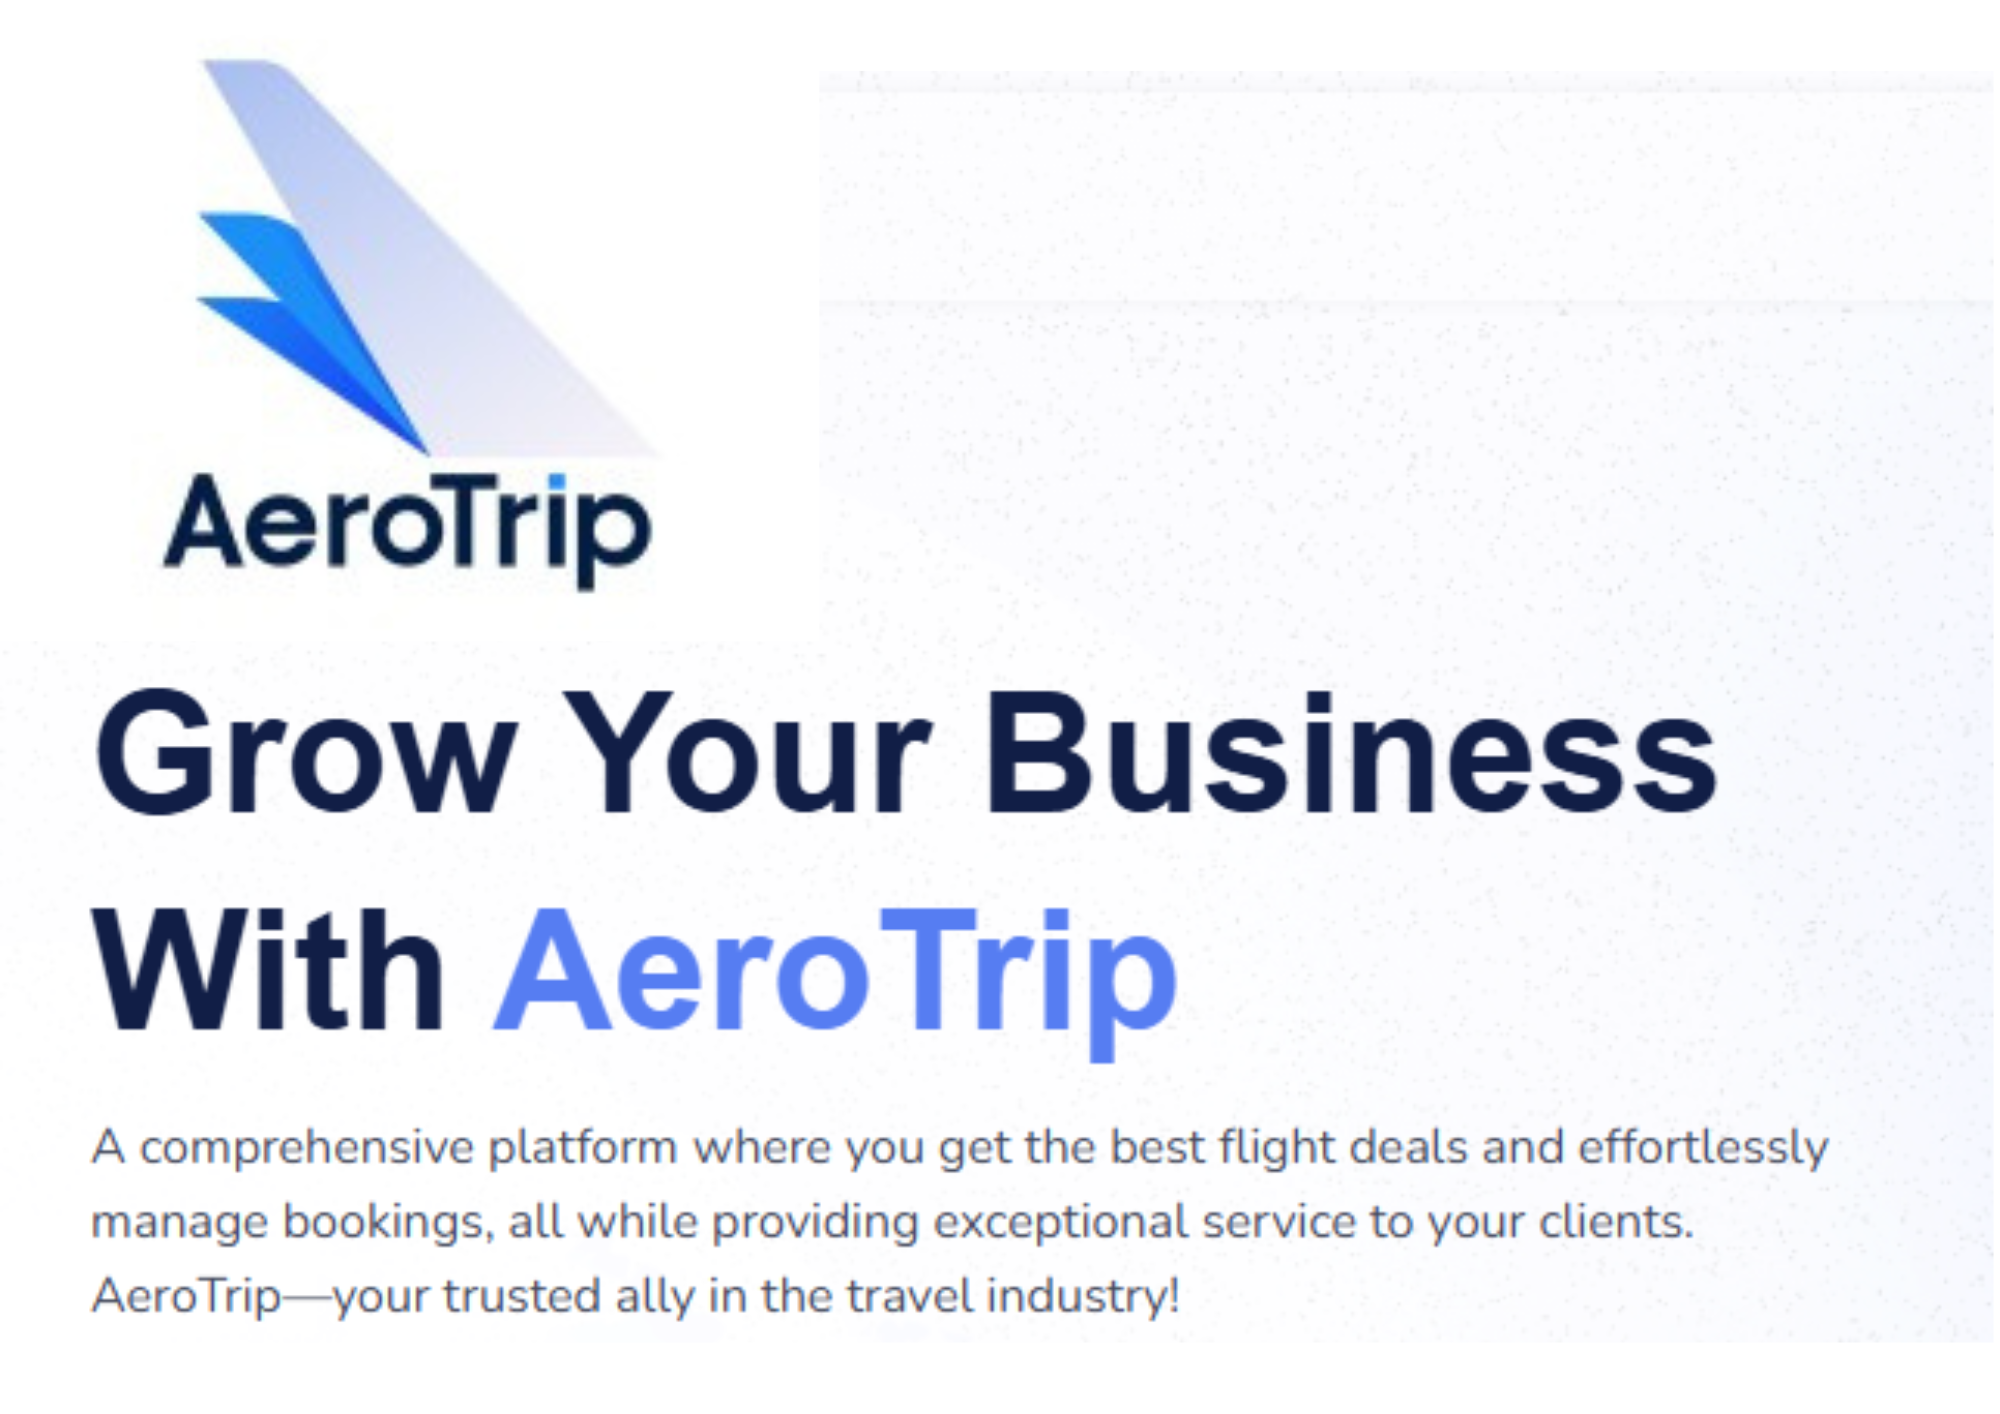 AeroTrip
Grow Your Business
With AeroTrip
A comprehensive platform where you get the best flight deals and effortlessly
manage bookings, all while providing exceptional service to your clients.
AeroTrip—your trusted ally in the travel industry!